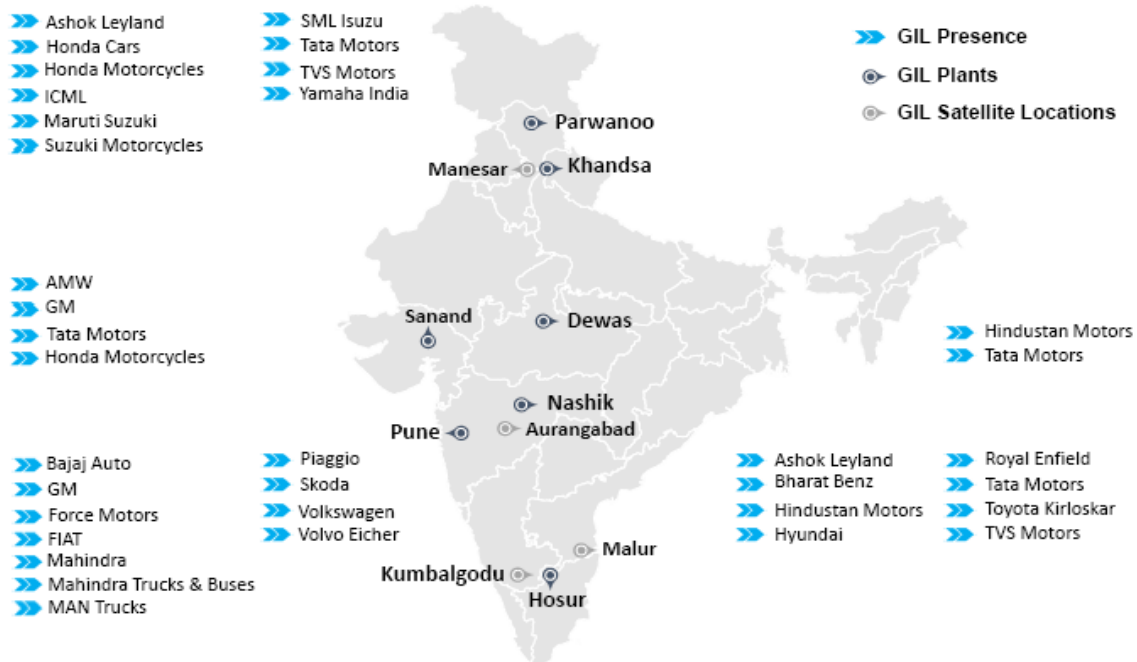 Ashok Leyland
Honda Cars
Honda Motorcycles
ICML
Maruti Suzuki
Suzuki Motorcycles
SML Isuzu
Tata Motors
TVS Motors
Yamaha India
GIL Presence
GIL Plants
GIL Satellite Locations
Parwanoo
Manesar
Khandsa
AMW
GM
Tata Motors
Honda Motorcycles
Sanand
Dewas
Hindustan Motors
Tata Motors
Nashik
Pune
Aurangabad
Bajaj Auto
GM
Force Motors
FIAT
Mahindra
Mahindra Trucks & Buses
MAN Trucks
Piaggio
Skoda
Volkswagen
Volvo Eicher
Ashok Leyland
Bharat Benz
Hindustan Motors
Hyundai
Royal Enfield
Tata Motors
Toyota Kirloskar
TVS Motors
Malur
Kumbalgodu
Hosur